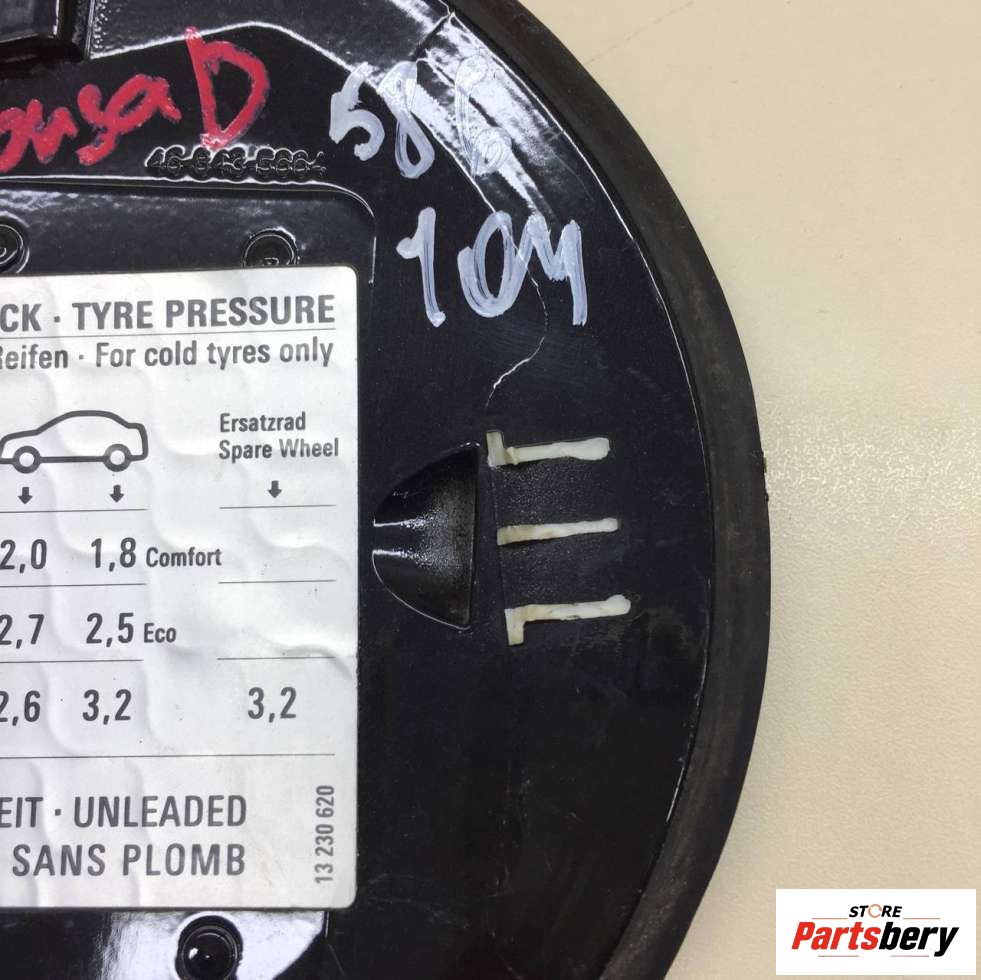 D 586
104
CK · TYRE PRESSURE
Reifen · For cold tyres only
Ersatzrad
Spare Wheel
2,0 1,8 Comfort
2,7 2,5 Eco
2,6 3,2 3,2
EIT · UNLEADED
SANS PLOMB
13 230 620
STORE
Partsbery